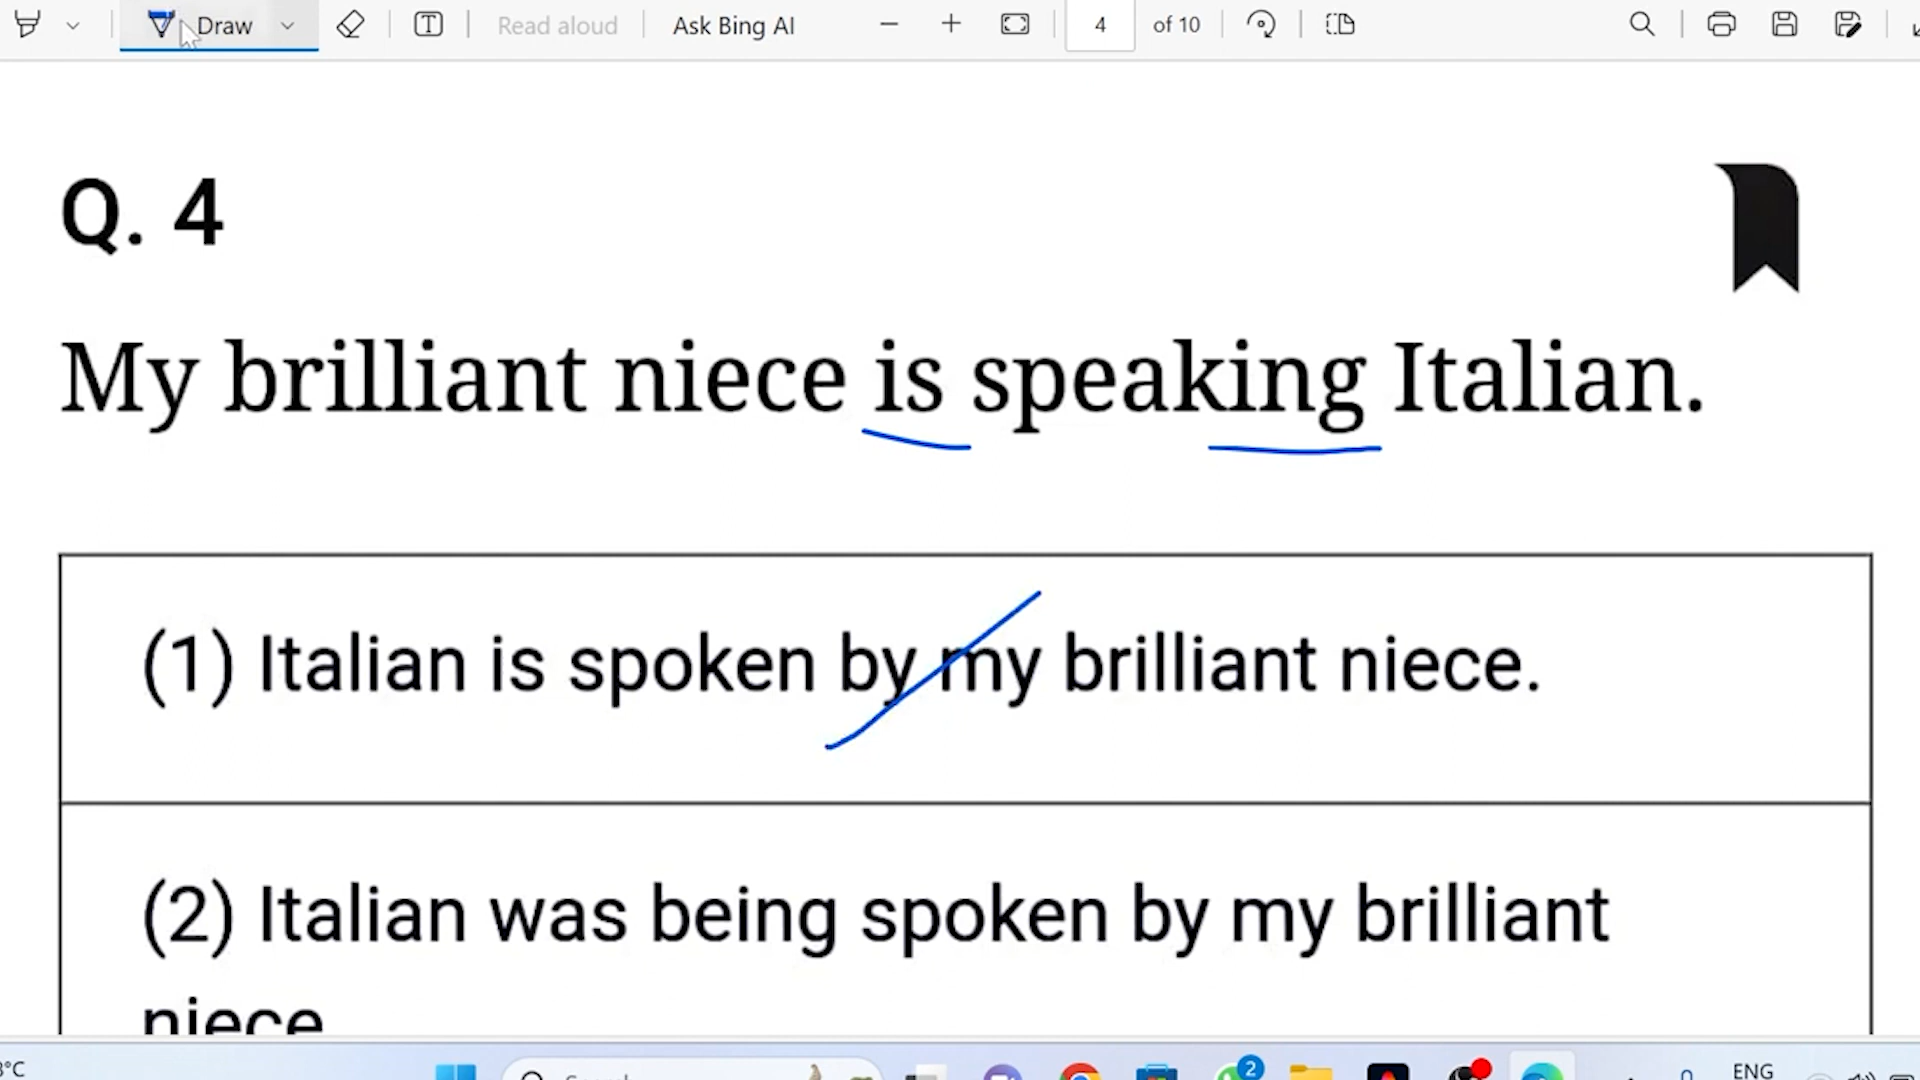 Draw Read aloud Ask Bing AI 4 of 10
Q. 4
My brilliant niece is speaking Italian.
(1) Italian is spoken by my brilliant niece.
(2) Italian was being spoken by my brilliant
niece
2 ENG